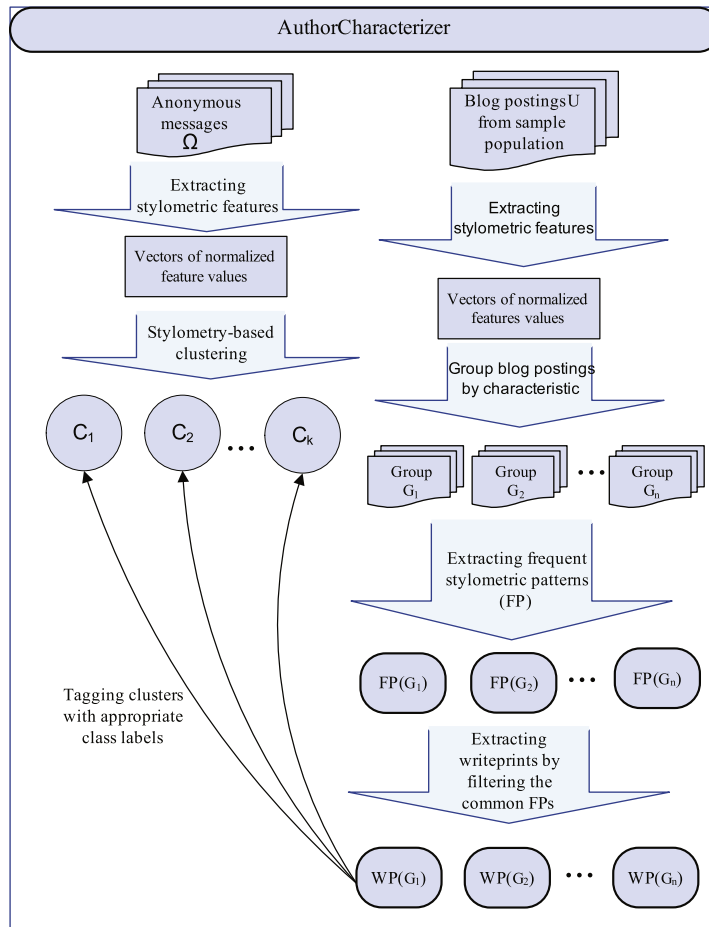 AuthorCharacterizer
Anonymous
messages
Ω
Extracting
stylometric features
Vectors of normalized
feature values
Stylometry-based
clustering
C1
C2
...
Ck
Tagging clusters
with appropriate
class labels
Blog postings U
from sample
population
Extracting
stylometric features
Vectors of normalized
features values
Group blog postings
by characteristic
Group
G1
Group
G2
...
Group
Gn
Extracting frequent
stylometric patterns
(FP)
FP(G1)
FP(G2)
...
FP(Gn)
Extracting
writeprints by
filtering the
common FPs
WP(G1)
WP(G2)
...
WP(Gn)